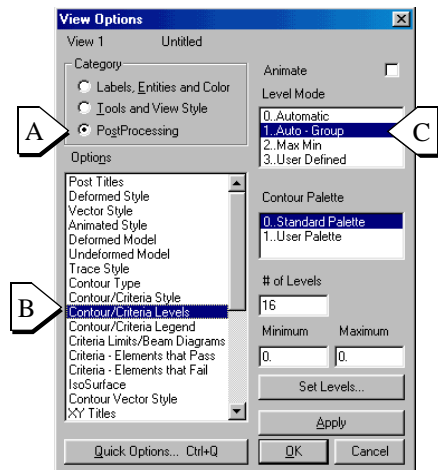 View Options
View 1 Untitled
Category
Labels, Entities and Color
Tools and View Style
PostProcessing
A
Options
Post Titles
Deformed Style
Vector Style
Animated Style
Deformed Model
Undeformed Model
Trace Style
Contour Type
Contour/Criteria Style
Contour/Criteria Levels
Contour/Criteria Legend
Criteria Limits/Beam Diagrams
Criteria - Elements that Pass
Criteria - Elements that Fail
IsoSurface
Contour Vector Style
XY Titles
B
Quick Options... Ctrl+Q
Animate
Level Mode
0..Automatic
1..Auto - Group
2..Max Min
3..User Defined
C
Contour Palette
0..Standard Palette
1..User Palette
# of Levels
16
Minimum Maximum
0. 0.
Set Levels...
Apply
OK Cancel